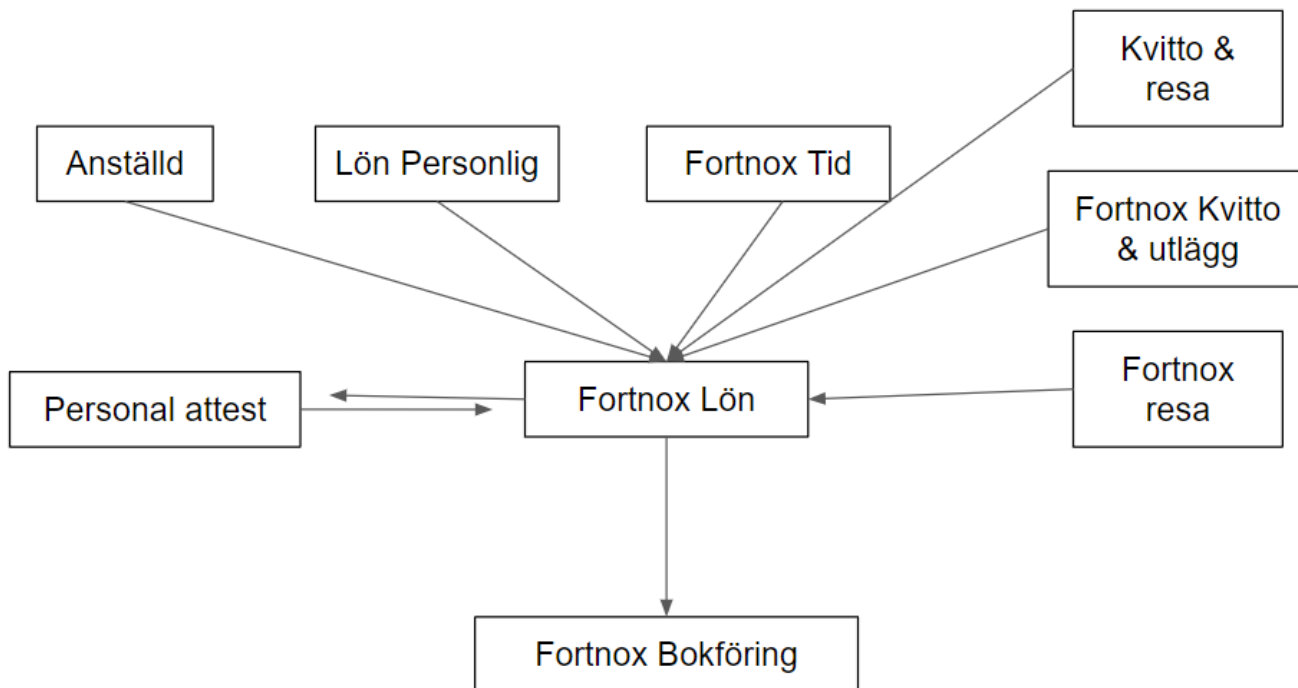 Kvitto &
resa
Anställd
Lön Personlig
Fortnox Tid
Fortnox Kvitto
& utlägg
Personal attest
Fortnox Lön
Fortnox
resa
Fortnox Bokföring